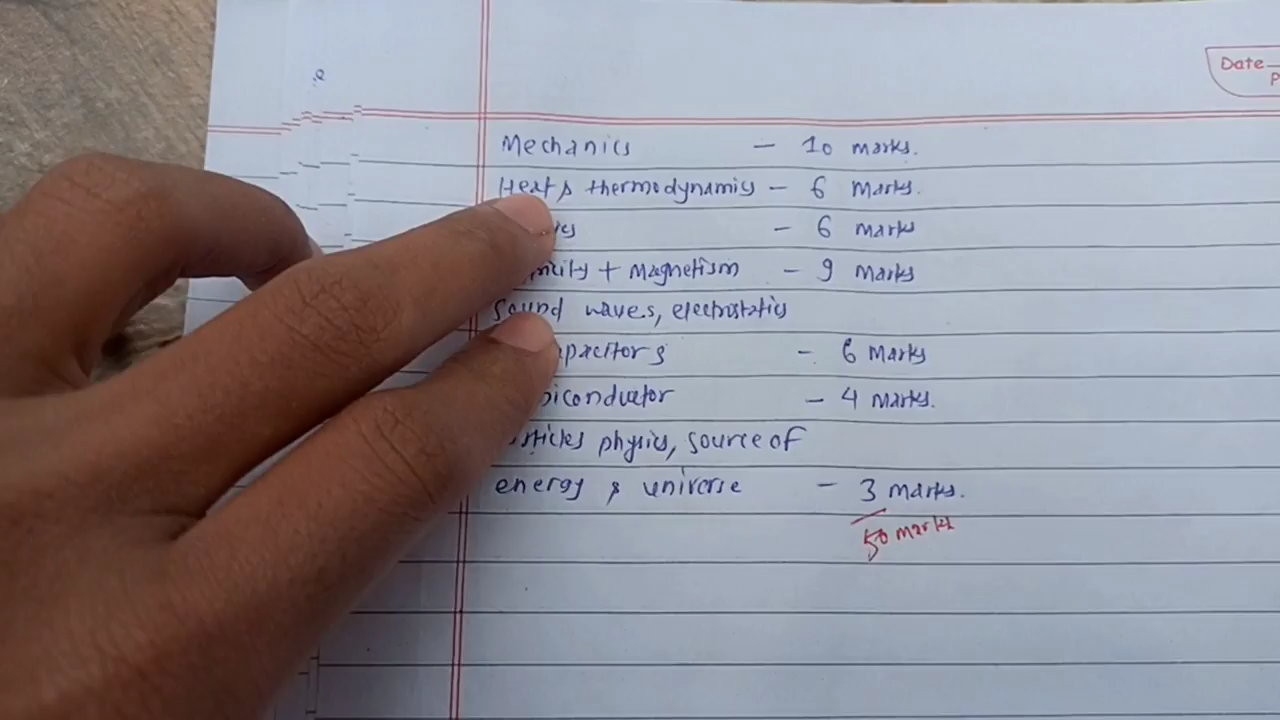 Date
P
Mechanics - 10 marks.
Heat & thermodynamics - 6 Marks.
- 6 marks
+ Magnetism - 9 marks
Sound waves, electrostatics
- 6 Marks
- 4 marks.
physics, source of
energy & universe - 3 marks.
50 marks